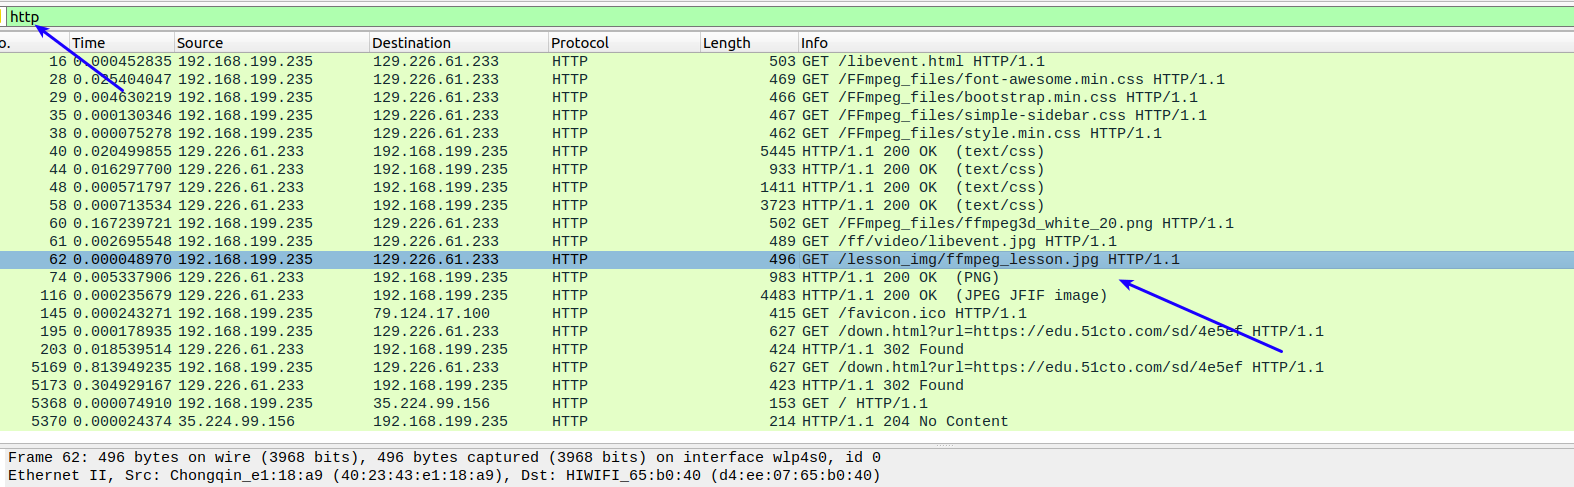 http
o. Time Source Destination Protocol Length Info
16 0.000452835 192.168.199.235 129.226.61.233 HTTP 503 GET /libevent.html HTTP/1.1
28 0.025404047 192.168.199.235 129.226.61.233 HTTP 469 GET /FFmpeg_files/font-awesome.min.css HTTP/1.1
29 0.004630219 192.168.199.235 129.226.61.233 HTTP 466 GET /FFmpeg_files/bootstrap.min.css HTTP/1.1
35 0.000130346 192.168.199.235 129.226.61.233 HTTP 467 GET /FFmpeg_files/simple-sidebar.css HTTP/1.1
38 0.000075278 192.168.199.235 129.226.61.233 HTTP 462 GET /FFmpeg_files/style.min.css HTTP/1.1
40 0.020499855 129.226.61.233 192.168.199.235 HTTP 5445 HTTP/1.1 200 OK (text/css)
44 0.016297700 129.226.61.233 192.168.199.235 HTTP 933 HTTP/1.1 200 OK (text/css)
48 0.000571797 129.226.61.233 192.168.199.235 HTTP 1411 HTTP/1.1 200 OK (text/css)
58 0.000713534 129.226.61.233 192.168.199.235 HTTP 3723 HTTP/1.1 200 OK (text/css)
60 0.167239721 192.168.199.235 129.226.61.233 HTTP 502 GET /FFmpeg_files/ffmpeg3d_white_20.png HTTP/1.1
61 0.002695548 192.168.199.235 129.226.61.233 HTTP 489 GET /ff/video/libevent.jpg HTTP/1.1
62 0.000048970 192.168.199.235 129.226.61.233 HTTP 496 GET /lesson_img/ffmpeg_lesson.jpg HTTP/1.1
74 0.005337906 129.226.61.233 192.168.199.235 HTTP 983 HTTP/1.1 200 OK (PNG)
116 0.000235679 129.226.61.233 192.168.199.235 HTTP 4483 HTTP/1.1 200 OK (JPEG JFIF image)
145 0.000243271 192.168.199.235 79.124.17.100 HTTP 415 GET /favicon.ico HTTP/1.1
195 0.000178935 192.168.199.235 129.226.61.233 HTTP 627 GET /down.html?url=https://edu.51cto.com/sd/4e5ef HTTP/1.1
203 0.018539514 129.226.61.233 192.168.199.235 HTTP 424 HTTP/1.1 302 Found
5169 0.813949235 192.168.199.235 129.226.61.233 HTTP 627 GET /down.html?url=https://edu.51cto.com/sd/4e5ef HTTP/1.1
5173 0.304929167 129.226.61.233 192.168.199.235 HTTP 423 HTTP/1.1 302 Found
5368 0.000074910 192.168.199.235 35.224.99.156 HTTP 153 GET / HTTP/1.1
5370 0.000024374 35.224.99.156 192.168.199.235 HTTP 214 HTTP/1.1 204 No Content
Frame 62: 496 bytes on wire (3968 bits), 496 bytes captured (3968 bits) on interface wlp4s0, id 0
Ethernet II, Src: Chongqin_e1:18:a9 (40:23:43:e1:18:a9), Dst: HIWIFI_65:b0:40 (d4:ee:07:65:b0:40)